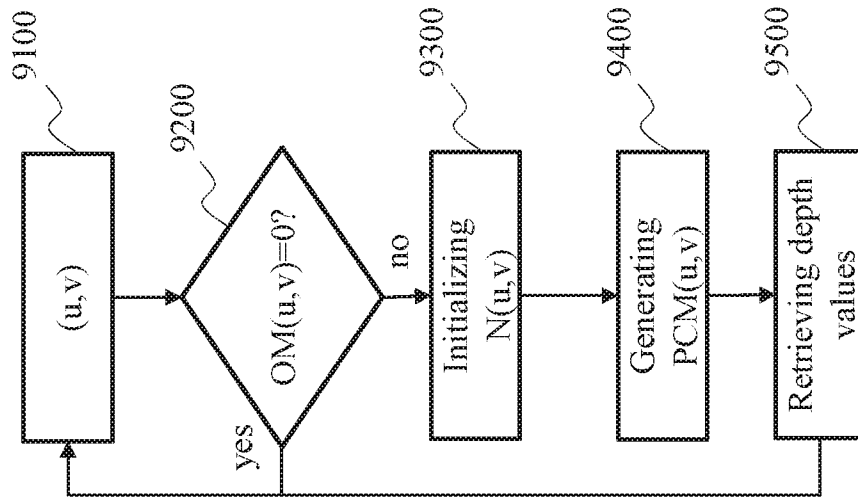 (u,v)
9100
OM(u,v)=0?
9200
yes
no
Initializing
N(u,v)
9300
Generating
PCM(u,v)
9400
Retrieving depth
values
9500